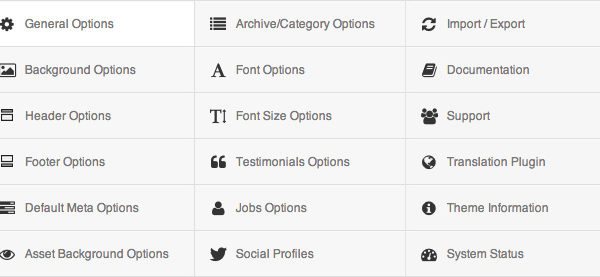 General Options
Archive/Category Options
Import / Export
Background Options
Font Options
Documentation
Header Options
Font Size Options
Support
Footer Options
Testimonials Options
Translation Plugin
Default Meta Options
Jobs Options
Theme Information
Asset Background Options
Social Profiles
System Status